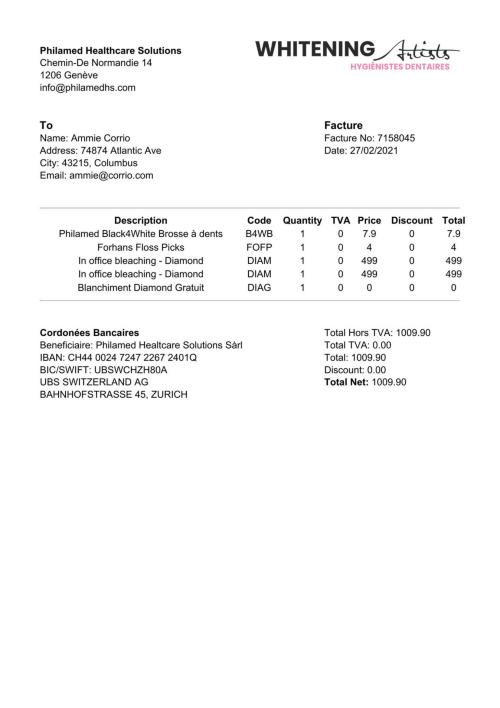 Philamed Healthcare Solutions
Chemin-De Normandie 14
1206 Genève
info@philamedhs.com
WHITENING Artists
HYGIÉNISTES DENTAIRES
To
Name: Ammie Corrio
Address: 74874 Atlantic Ave
City: 43215, Columbus
Email: ammie@corrio.com
Facture
Facture No: 7158045
Date: 27/02/2021
Description Code Quantity TVA Price Discount Total
Philamed Black4White Brosse à dents B4WB 1 0 7.9 0 7.9
Forhans Floss Picks FOFP 1 0 4 0 4
In office bleaching - Diamond DIAM 1 0 499 0 499
In office bleaching - Diamond DIAM 1 0 499 0 499
Blanchiment Diamond Gratuit DIAG 1 0 0 0 0
Cordonées Bancaires
Beneficiaire: Philamed Healtcare Solutions Sàrl
IBAN: CH44 0024 7247 2267 2401Q
BIC/SWIFT: UBSWCHZH80A
UBS SWITZERLAND AG
BAHNHOFSTRASSE 45, ZURICH
Total Hors TVA: 1009.90
Total TVA: 0.00
Total: 1009.90
Discount: 0.00
Total Net: 1009.90